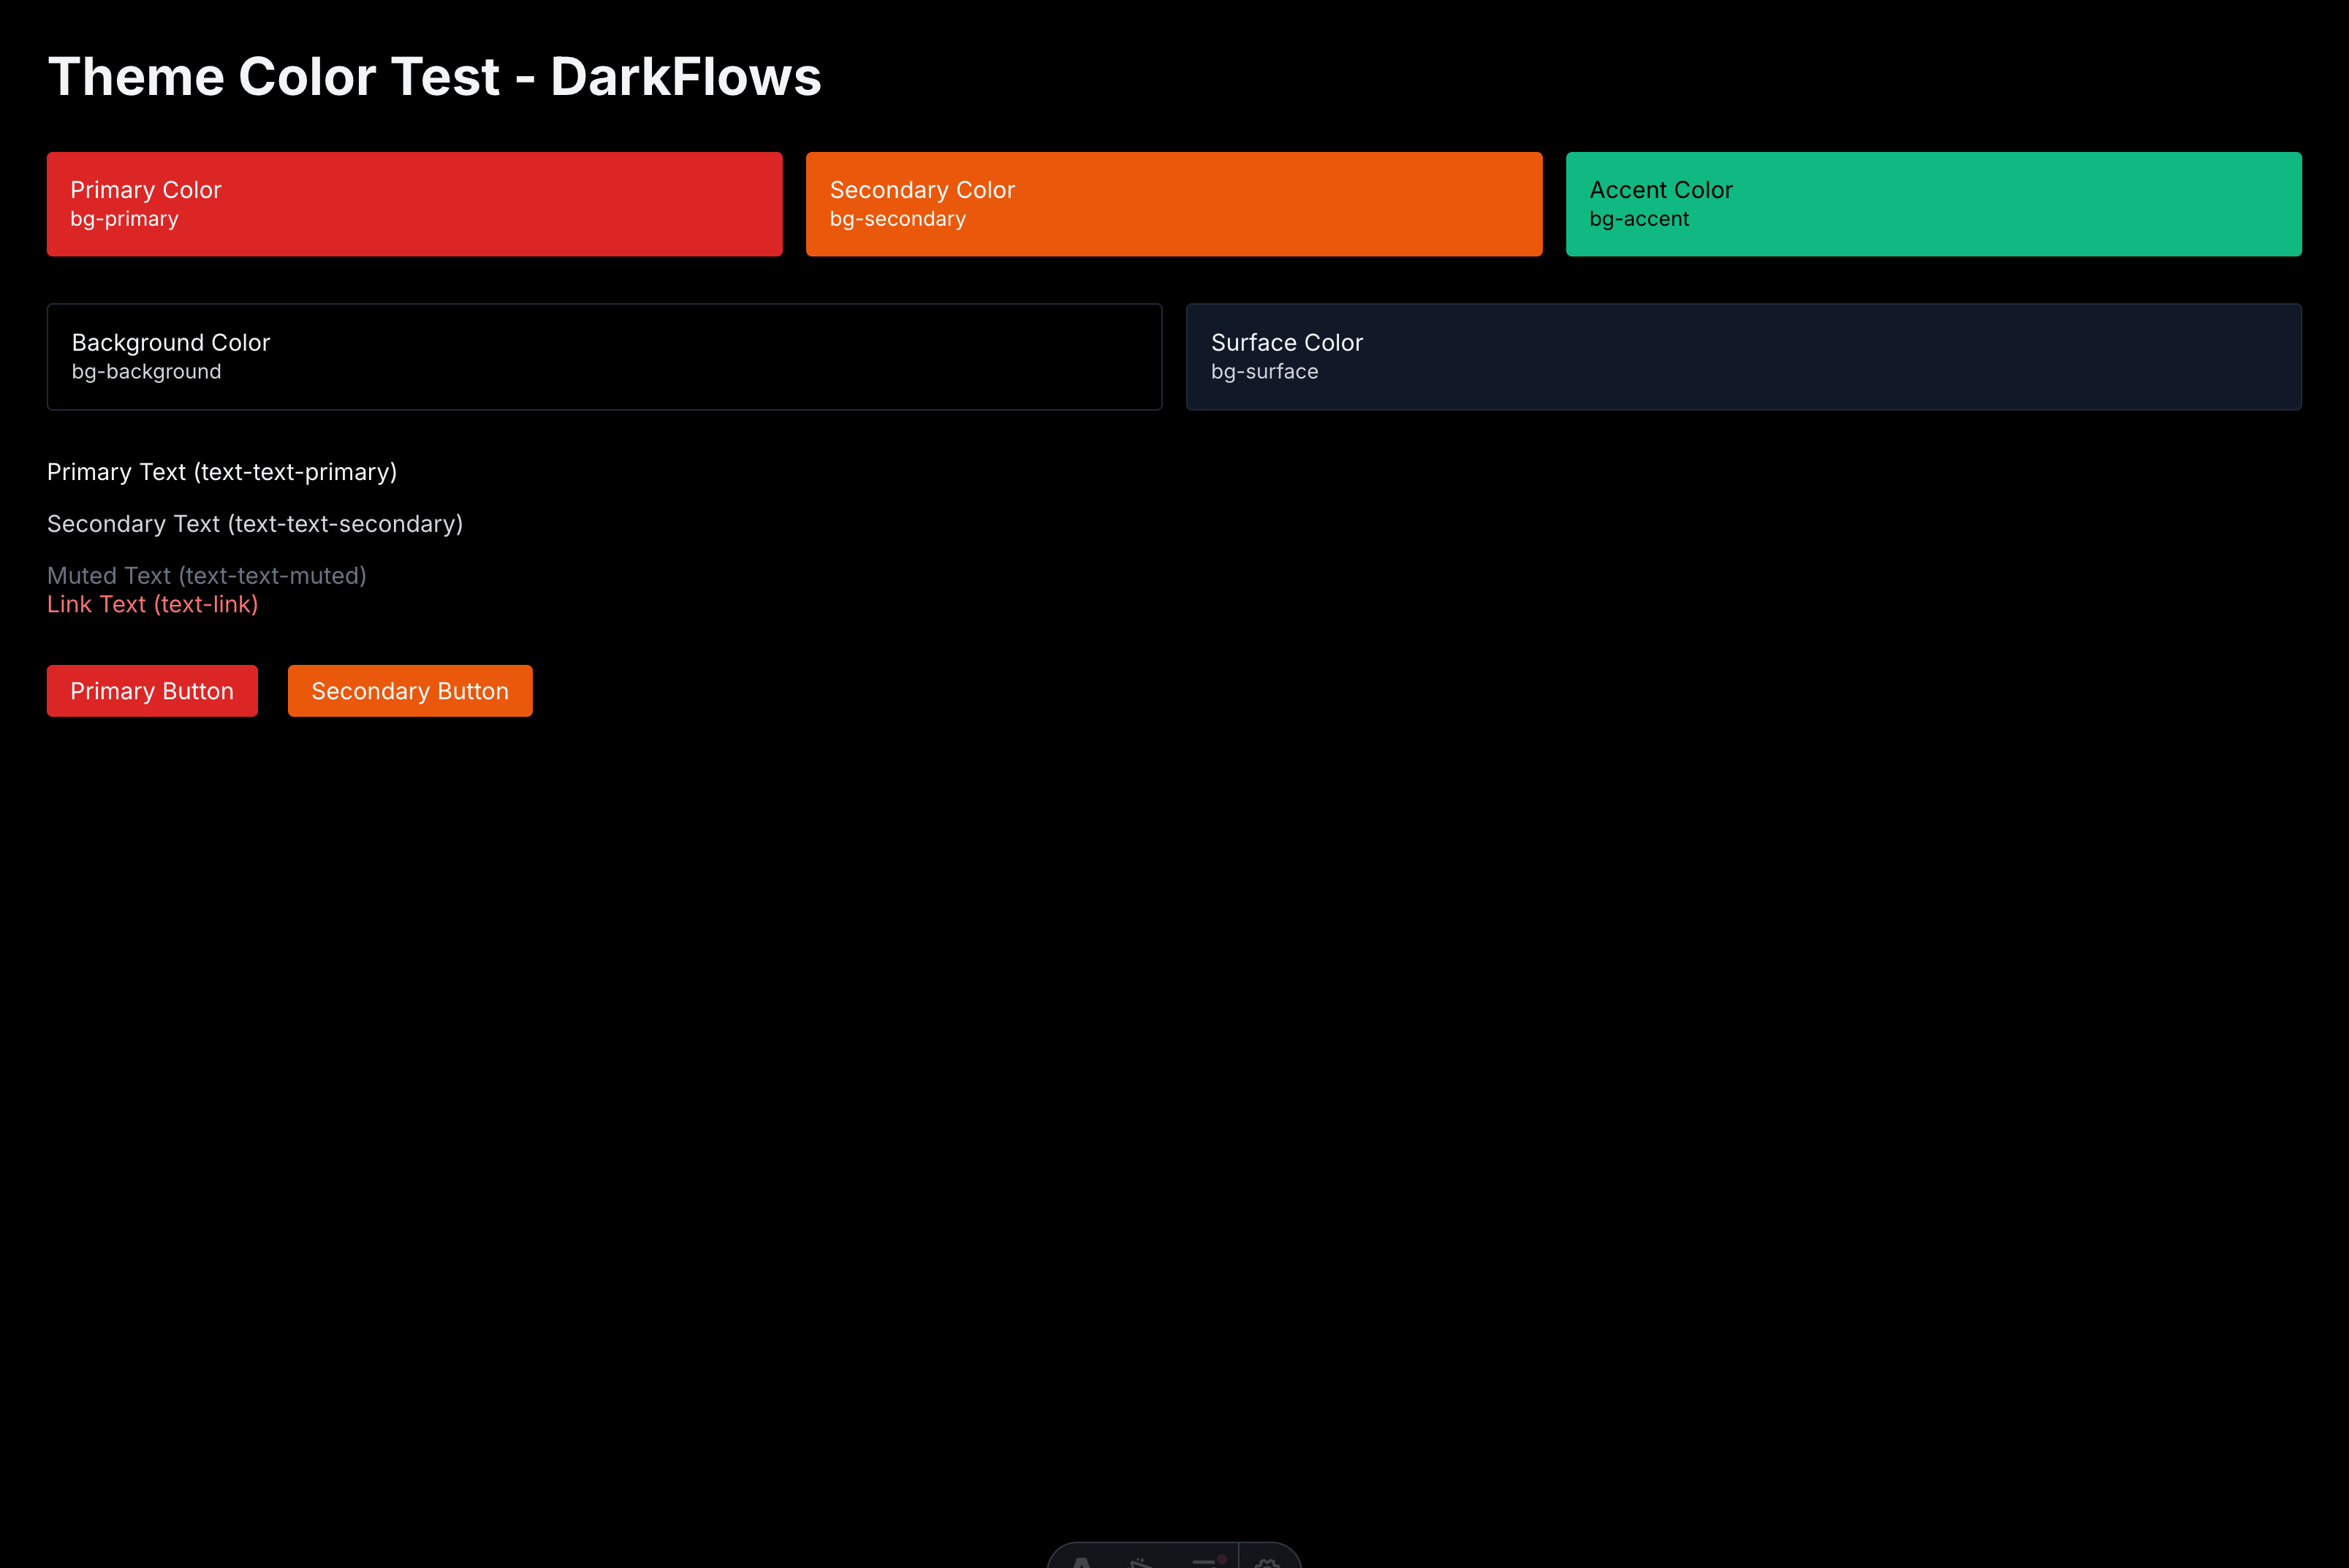 Theme Color Test - DarkFlows
Primary Color
bg-primary
Secondary Color
bg-secondary
Accent Color
bg-accent
Background Color
bg-background
Surface Color
bg-surface
Primary Text (text-text-primary)
Secondary Text (text-text-secondary)
Muted Text (text-text-muted)
Link Text (text-link)
Primary Button
Secondary Button